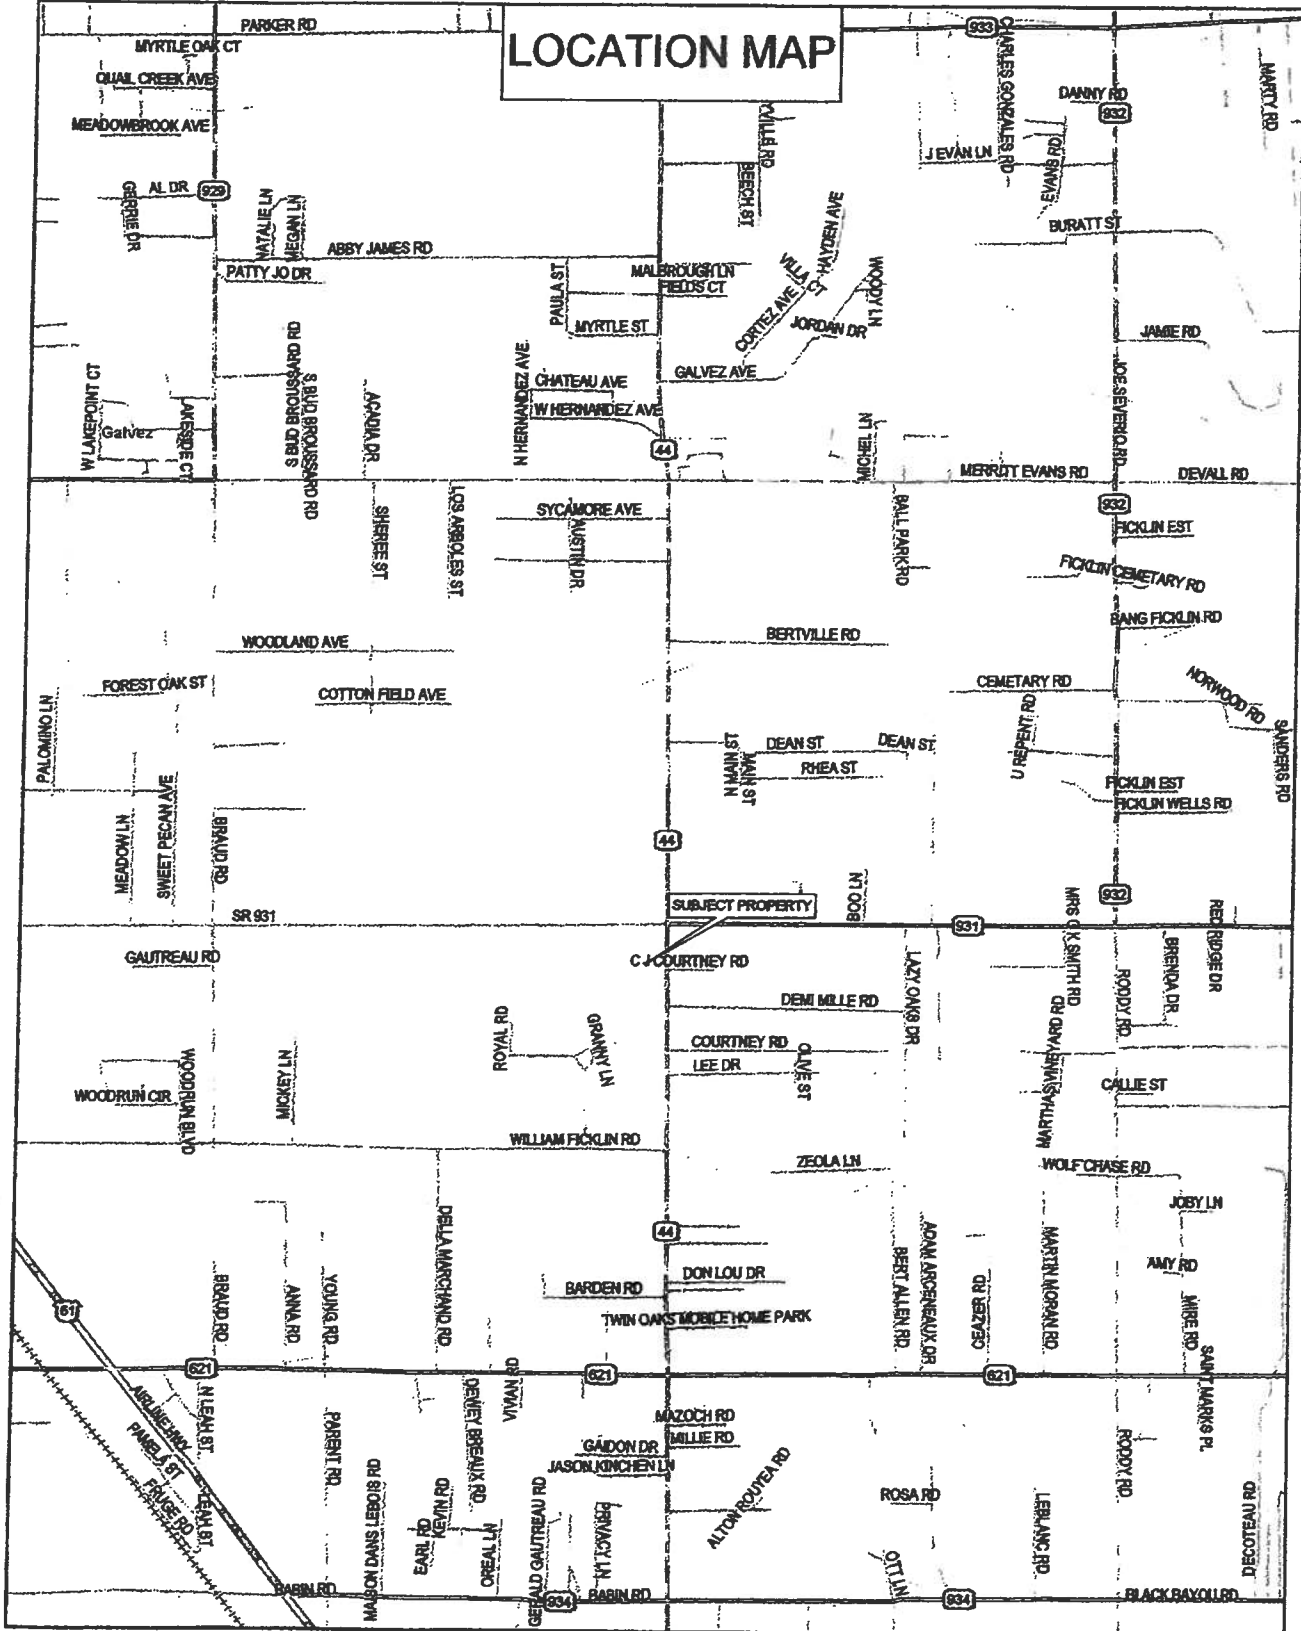 LOCATION MAP
PARKER RD
933
MYRTLE OAK CT
QUAIL CREEK AVE
MEADOWBROOK AVE
CHARLES GONZALES RD
DANNY RD
932
MARTY RD
J EVAN LN
EVANS RD
BEECH ST
AL DR
929
GERRIE DR
NATALIE LN
MEGAN LN
ABBY JAMES RD
PATTY JO DR
BURATT ST
HAYDEN AVE
VILLA CT
CORTEZ AVE
WOODY LN
JORDAN DR
MALBROUGH LN
FIELDS CT
PAULA ST
MYRTLE ST
JAMIE RD
S BUD BROUSSARD RD
S BUD BROUSSARD RD
ACADIA DR
N HERNANDEZ AVE
CHATEAU AVE
W HERNANDEZ AVE
GALVEZ AVE
JOE SEVERIO RD
W LAKEPOINT CT
Galvez
LAKESIDE CT
44
MICHEL LN
MERRITT EVANS RD
DEVALL RD
SHEREE ST
LOS ARBOLES ST
SYCAMORE AVE
AUSTIN DR
BALL PARK RD
932
FICKLIN EST
FICKLIN CEMETARY RD
BANG FICKLIN RD
WOODLAND AVE
BERTVILLE RD
FOREST OAK ST
COTTON FIELD AVE
CEMETARY RD
NORWOOD RD
PALOMINO LN
N MAIN ST
MAIN ST
DEAN ST
DEAN ST
RHEA ST
U REPENT RD
SANDERS RD
FICKLIN EST
FICKLIN WELLS RD
MEADOW LN
SWEET PECAN AVE
BRAUD RD
44
SR 931
SUBJECT PROPERTY
BOO LN
931
932
MRS O K SMITH RD
RED RIDGE DR
GAUTREAU RD
C J COURTNEY RD
LAZY OAKS DR
RODDY RD
BRENDA DR
DEMI MILLE RD
ROYAL RD
GRANNY LN
COURTNEY RD
LEE DR
OLIVE ST
MARTHAS VINEYARD RD
CALLIE ST
WOODRUN CIR
WOODRUN BLVD
MICKEY LN
WILLIAM FICKLIN RD
ZEOLA LN
WOLF CHASE RD
JOBY LN
DELLA MARCHAND RD
44
BERT ALLEN RD
ADAM ARCENEAUX DR
MARTIN MORAN RD
AMY RD
61
BRAUD RD
ANNA RD
YOUNG RD
BARDEN RD
DON LOU DR
TWIN OAKS MOBILE HOME PARK
CEAZER RD
MIRE RD
621
621
621
SAINT MARKS PL
AIRLINE HWY
N LEAH ST
PAMELA ST
FRUGE RD
LEAH ST
PARENT RD
DEWEY BREAUX RD
VIVIAN RD
MAZOCH RD
MILLIE RD
GAIDON DR
JASON KINCHEN LN
ALTON ROUYEA RD
RODDY RD
MAISON DANS LEBOIS RD
EARL RD
KEVIN RD
OREAL LN
GERALD GAUTREAU RD
PRIVACY LN
ROSA RD
LEBLANC RD
DECOTEAU RD
OTT LN
BABIN RD
934
BABIN RD
934
BLACK BAYOU RD